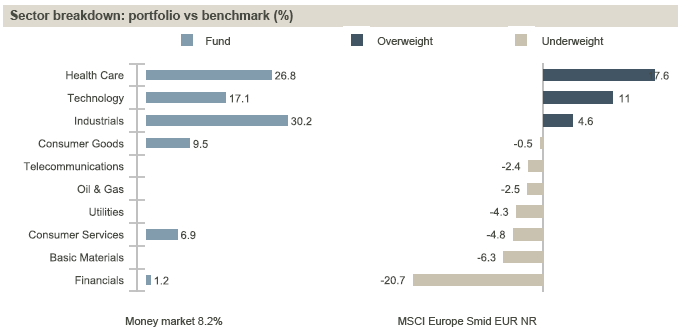 Sector breakdown: portfolio vs benchmark (%)
Fund Overweight Underweight
Health Care 26.8 7.6
Technology 17.1 11
Industrials 30.2 4.6
Consumer Goods 9.5 -0.5
Telecommunications -2.4
Oil & Gas -2.5
Utilities -4.3
Consumer Services 6.9 -4.8
Basic Materials -6.3
Financials 1.2 -20.7
Money market 8.2% MSCI Europe Smid EUR NR